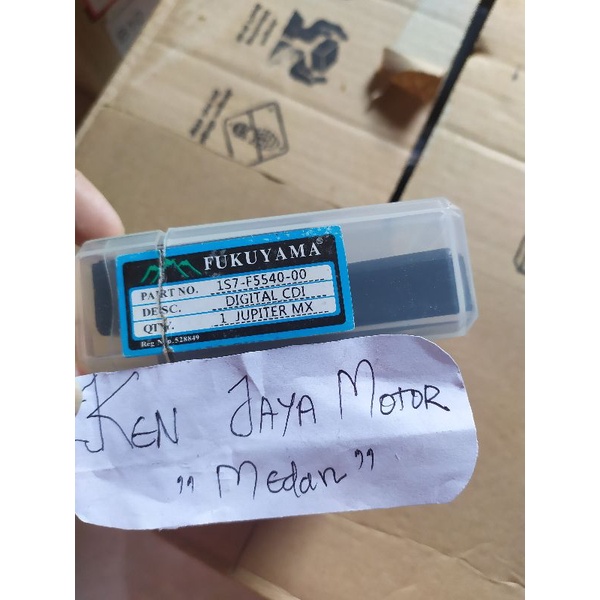 FUKUYAMA®
PART NO. 1S7-F5540-00
DESC. DIGITAL CDI
QTY. 1 JUPITER MX
KEN JAYA MOTOR
" Medan "